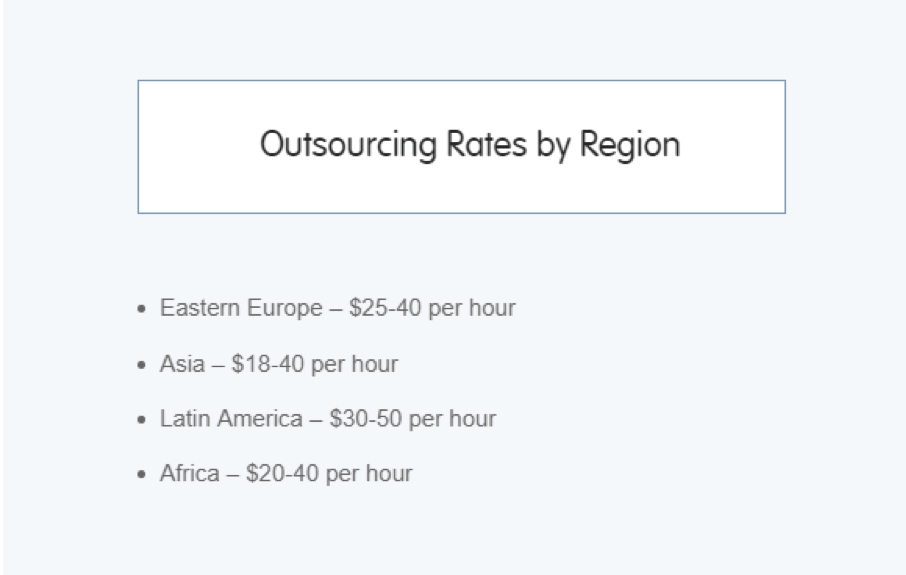 Outsourcing Rates by Region
• Eastern Europe – $25-40 per hour
• Asia – $18-40 per hour
• Latin America – $30-50 per hour
• Africa – $20-40 per hour